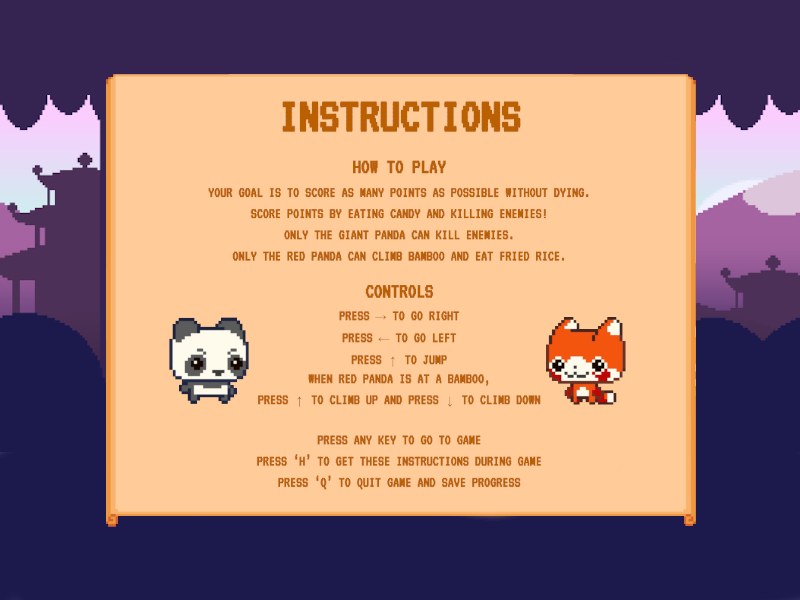 INSTRUCTIONS
HOW TO PLAY
YOUR GOAL IS TO SCORE AS MANY POINTS AS POSSIBLE WITHOUT DYING.
SCORE POINTS BY EATING CANDY AND KILLING ENEMIES!
ONLY THE GIANT PANDA CAN KILL ENEMIES.
ONLY THE RED PANDA CAN CLIMB BAMBOO AND EAT FRIED RICE.
CONTROLS
PRESS → TO GO RIGHT
PRESS ← TO GO LEFT
PRESS ↑ TO JUMP
WHEN RED PANDA IS AT A BAMBOO,
PRESS ↑ TO CLIMB UP AND PRESS ↓ TO CLIMB DOWN
PRESS ANY KEY TO GO TO GAME
PRESS ‘H’ TO GET THESE INSTRUCTIONS DURING GAME
PRESS ‘Q’ TO QUIT GAME AND SAVE PROGRESS